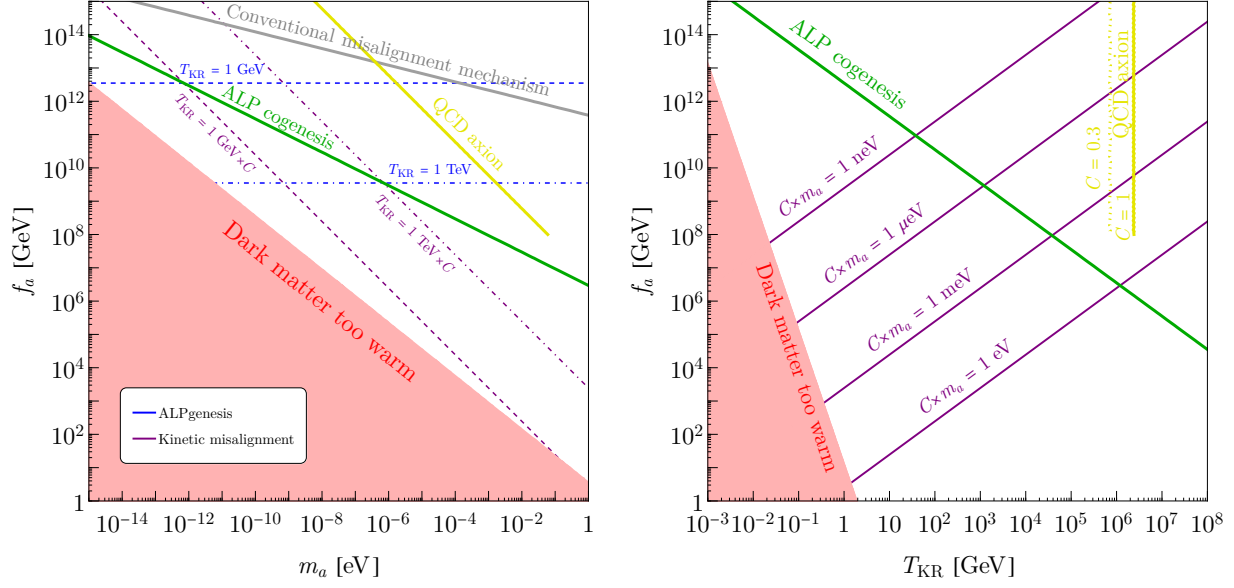 10^14
10^12
10^10
10^8
10^6
10^4
10^2
1
f_a [GeV]
10^−14
10^−12
10^−10
10^−8
10^−6
10^−4
10^−2
1
m_a [eV]
Conventional misalignment mechanism
T_KR = 1 GeV
ALP cogenesis
QCD axion
T_KR = 1 GeV×C
T_KR = 1 TeV
T_KR = 1 TeV×C
Dark matter too warm
ALPgenesis
Kinetic misalignment
10^14
10^12
10^10
10^8
10^6
10^4
10^2
1
f_a [GeV]
10^−3
10^−2
10^−1
1
10
10^2
10^3
10^4
10^5
10^6
10^7
10^8
T_KR [GeV]
ALP cogenesis
C = 0.3
C = 1
QCD axion
C×m_a = 1 neV
C×m_a = 1 μeV
C×m_a = 1 meV
C×m_a = 1 eV
Dark matter too warm